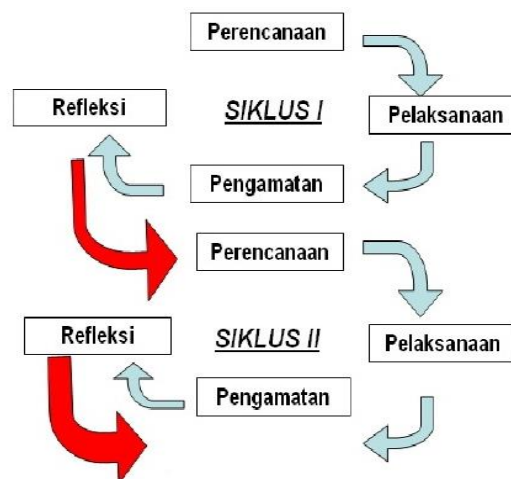 Perencanaan
Refleksi
SIKLUS I
Pelaksanaan
Pengamatan
Perencanaan
Refleksi
SIKLUS II
Pelaksanaan
Pengamatan